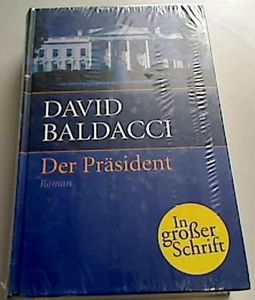 DAVID
BALDACCI
Der Präsident
Roman
In
großer
Schrift